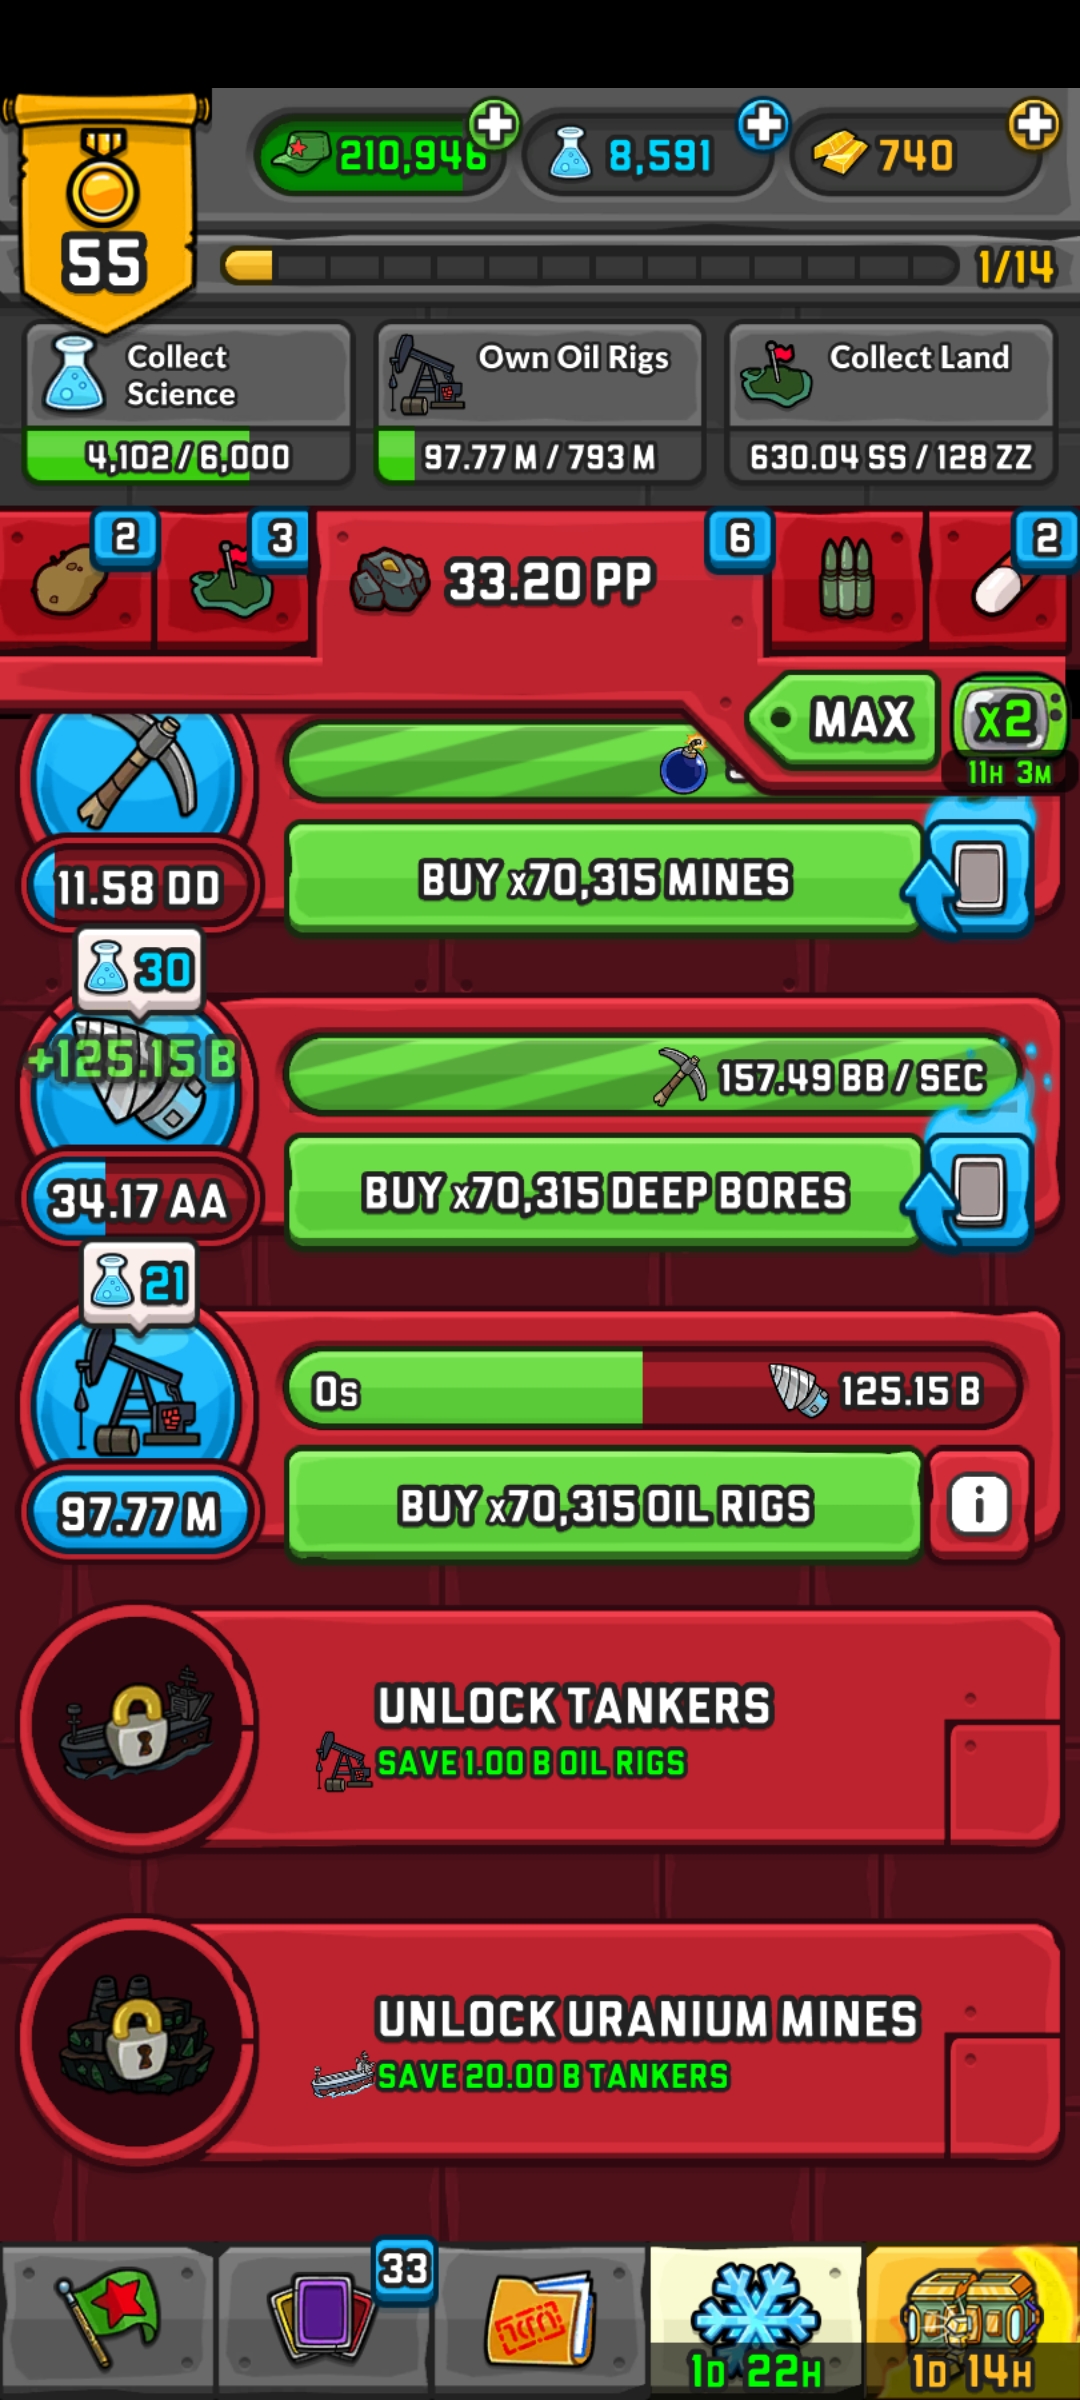 210,946
8,591
740
55
1/14
Collect
Science
4,102 / 6,000
Own Oil Rigs
97.77 M / 793 M
Collect Land
630.04 SS / 128 ZZ
2
3
33.20 PP
6
2
MAX
x2
11H 3M
11.58 DD
BUY x70,315 MINES
30
+125.15 B
157.49 BB / SEC
34.17 AA
BUY x70,315 DEEP BORES
21
0s
125.15 B
97.77 M
BUY x70,315 OIL RIGS
i
UNLOCK TANKERS
SAVE 1.00 B OIL RIGS
UNLOCK URANIUM MINES
SAVE 20.00 B TANKERS
33
1D 22H
1D 14H